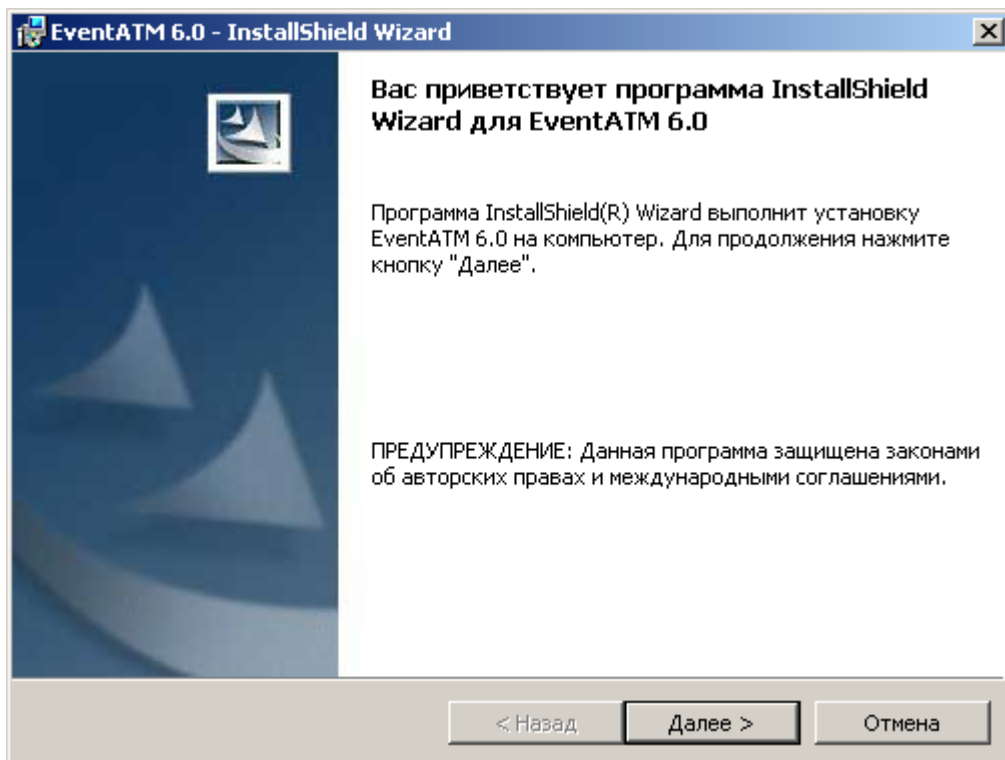 EventATM 6.0 - InstallShield Wizard
Вас приветствует программа InstallShield
Wizard для EventATM 6.0
Программа InstallShield(R) Wizard выполнит установку
EventATM 6.0 на компьютер. Для продолжения нажмите
кнопку "Далее".
ПРЕДУПРЕЖДЕНИЕ: Данная программа защищена законами
об авторских правах и международными соглашениями.
< Назад
Далее >
Отмена